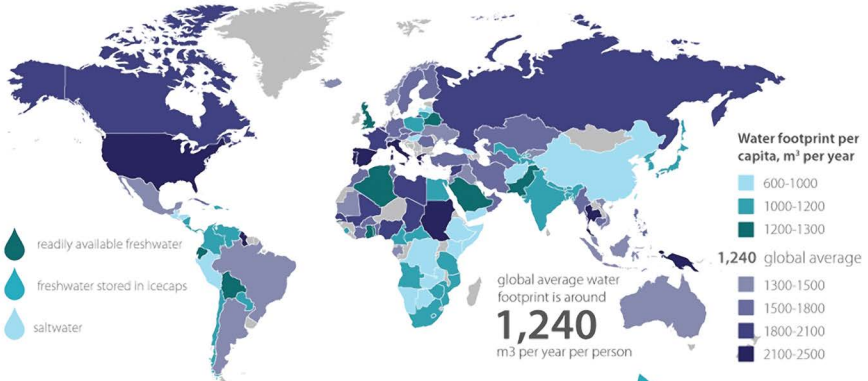 Water footprint per
capita, m³ per year
600-1000
1000-1200
1200-1300
1,240 global average
1300-1500
1500-1800
1800-2100
2100-2500
readily available freshwater
freshwater stored in icecaps
saltwater
global average water
footprint is around
1,240
m3 per year per person